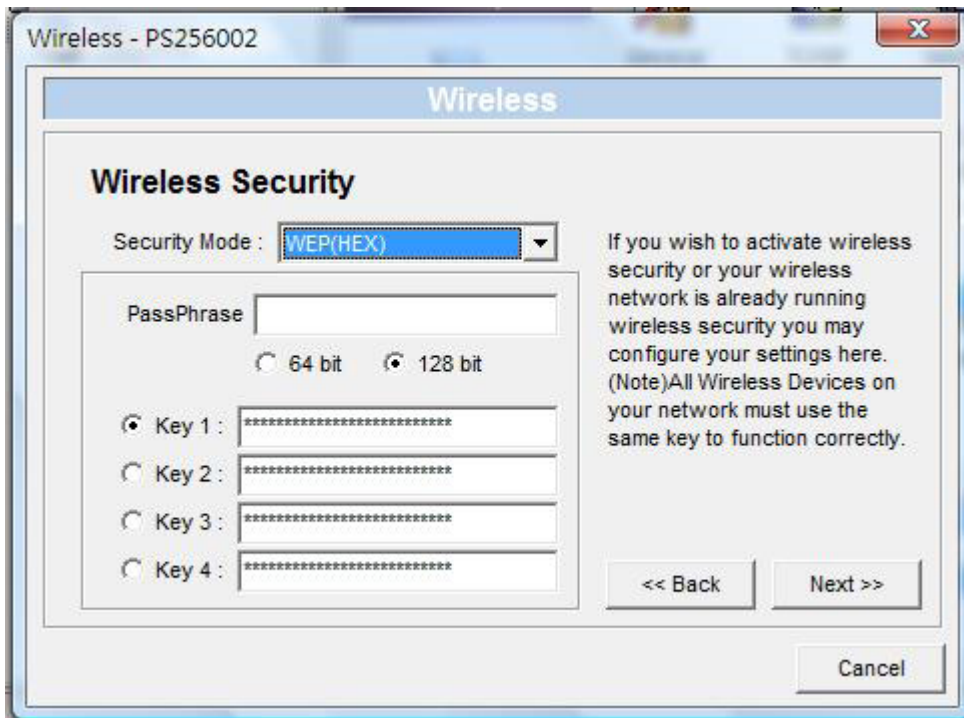 Wireless - PS256002
Wireless
Wireless Security
Security Mode : WEP(HEX)
PassPhrase
64 bit 128 bit
Key 1 : **************************
Key 2 : **************************
Key 3 : **************************
Key 4 : **************************
If you wish to activate wireless
security or your wireless
network is already running
wireless security you may
configure your settings here.
(Note)All Wireless Devices on
your network must use the
same key to function correctly.
<< Back Next >>
Cancel